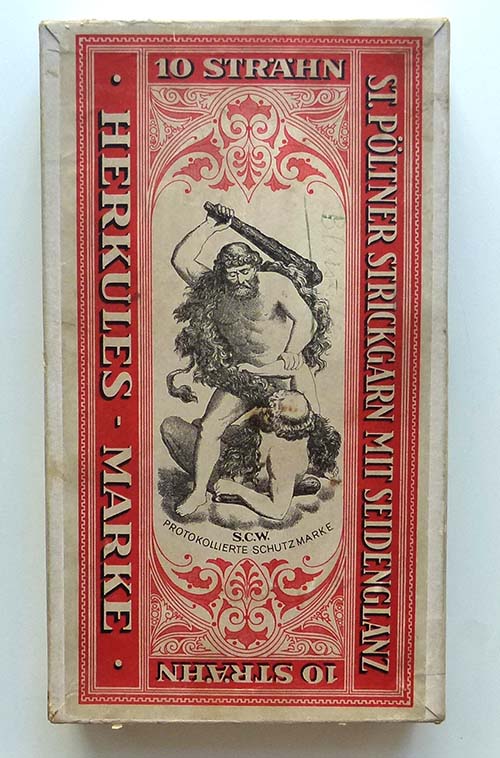 10 STRÄHN
ST. PÖLTNER STRICKGARN MIT SEIDENGLANZ
· HERKULES - MARKE ·
S.C.W.
PROTOKOLLIERTE SCHUTZMARKE
10 STRÄHN